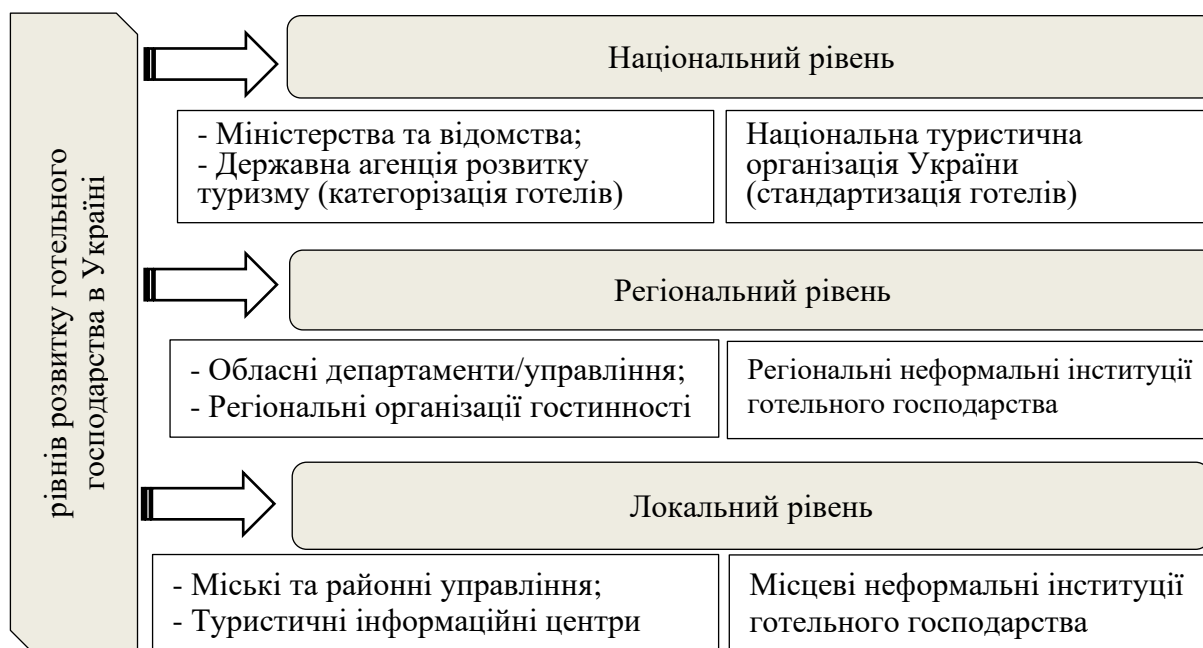 рівнів розвитку готельного
господарства в Україні
Національний рівень
- Міністерства та відомства;
- Державна агенція розвитку
туризму (категорізація готелів)
Національна туристична
організація України
(стандартизація готелів)
Регіональний рівень
- Обласні департаменти/управління;
- Регіональні організації гостинності
Регіональні неформальні інституції
готельного господарства
Локальний рівень
- Міські та районні управління;
- Туристичні інформаційні центри
Місцеві неформальні інституції
готельного господарства